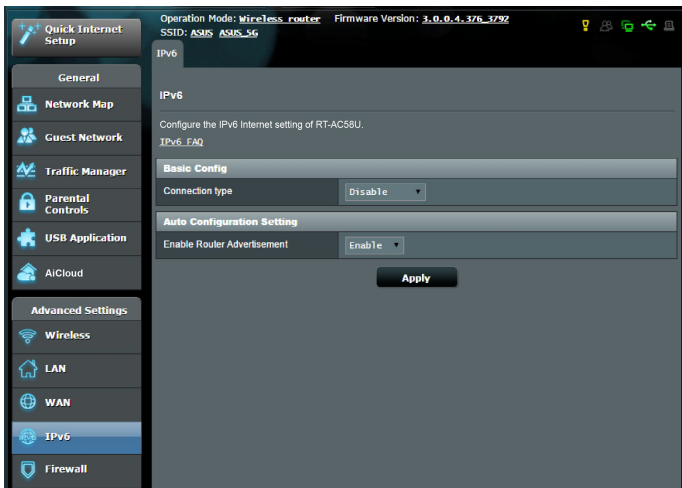 Quick Internet
Setup
Operation Mode: Wireless router Firmware Version: 3.0.0.4.376_3792
SSID: ASUS ASUS_5G
IPv6
General
Network Map
Guest Network
Traffic Manager
Parental
Controls
USB Application
AiCloud
Advanced Settings
Wireless
LAN
WAN
IPv6
Firewall
IPv6
Configure the IPv6 Internet setting of RT-AC58U.
IPv6 FAQ
Basic Config
Connection type Disable
Auto Configuration Setting
Enable Router Advertisement Enable
Apply